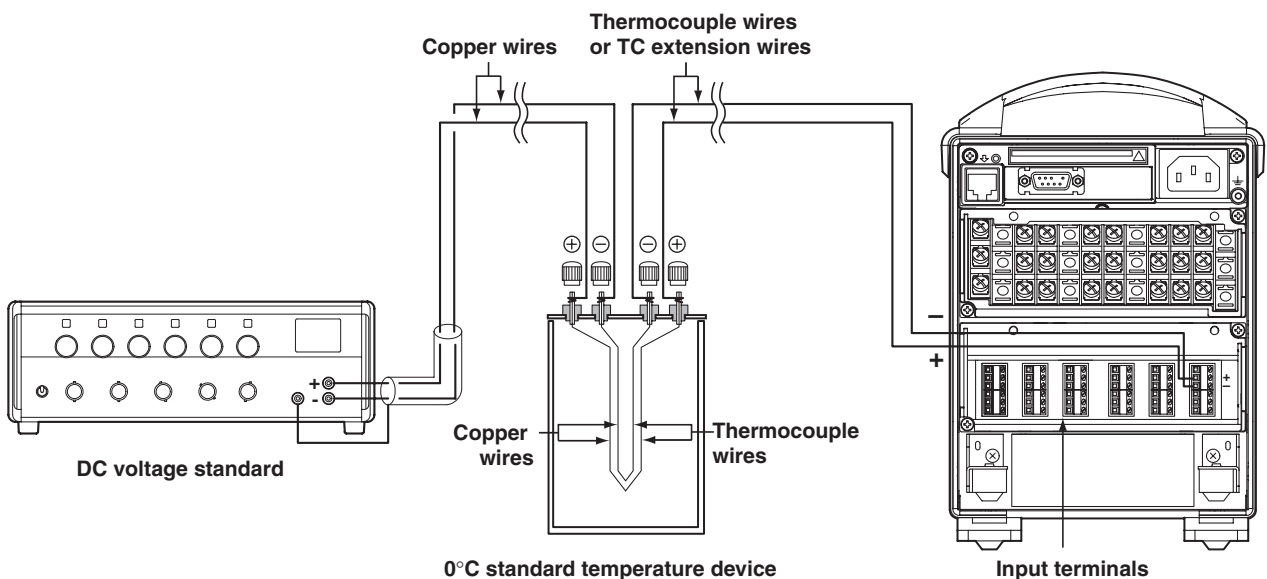 Thermocouple wires
or TC extension wires
Copper wires
⊕ ⊖ ⊖ ⊕
−
+
+
−
+
-
Copper
wires
Thermocouple
wires
DC voltage standard
0°C standard temperature device
Input terminals